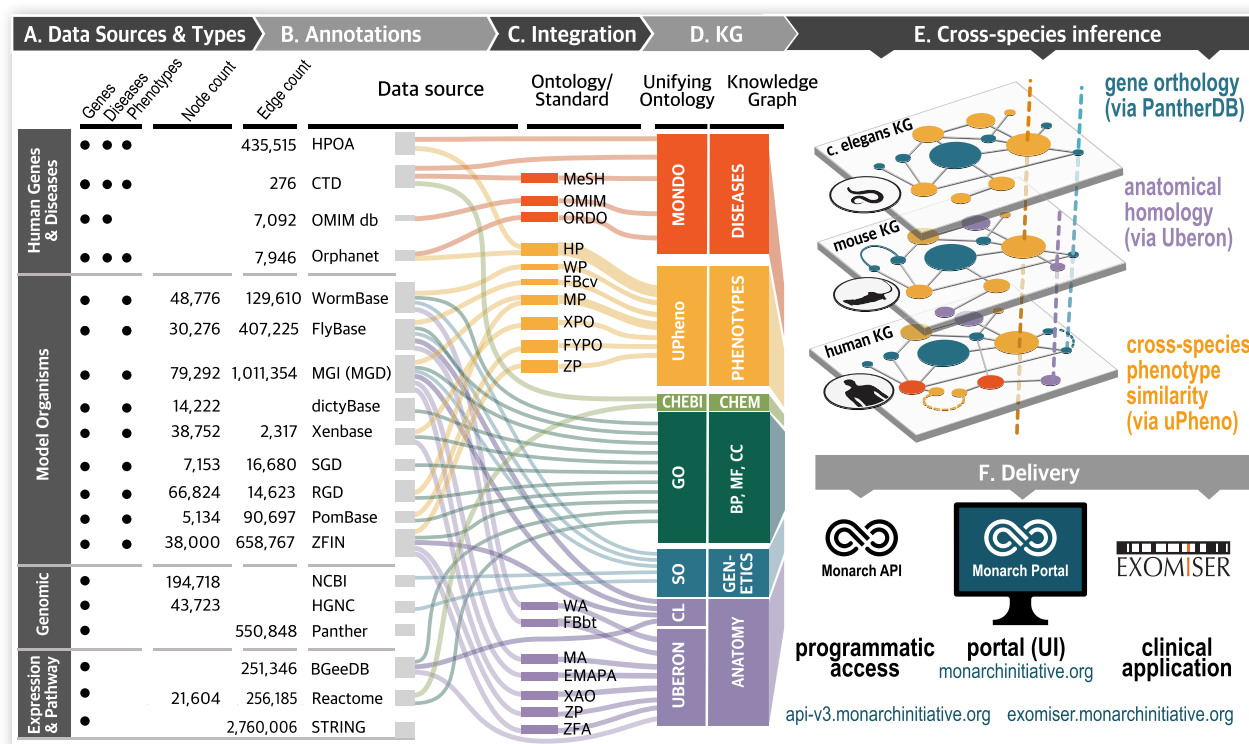 A. Data Sources & Types
B. Annotations
C. Integration
D. KG
E. Cross-species inference
Genes
Diseases
Phenotypes
Node count
Edge count
Data source
Ontology/
Standard
Unifying
Ontology
Knowledge
Graph
Human Genes
& Diseases
435,515 HPOA
276 CTD
7,092 OMIM db
7,946 Orphanet
Model Organisms
48,776 129,610 WormBase
30,276 407,225 FlyBase
79,292 1,011,354 MGI (MGD)
14,222 dictyBase
38,752 2,317 Xenbase
7,153 16,680 SGD
66,824 14,623 RGD
5,134 90,697 PomBase
38,000 658,767 ZFIN
Genomic
194,718 NCBI
43,723 HGNC
550,848 Panther
Expression
& Pathway
251,346 BGeeDB
21,604 256,185 Reactome
2,760,006 STRING
MeSH
OMIM
ORDO
HP
WP
FBcv
MP
XPO
FYPO
ZP
WA
FBbt
MA
EMAPA
XAO
ZP
ZFA
MONDO
DISEASES
UPheno
PHENOTYPES
CHEBI
CHEM
GO
BP, MF, CC
SO
GEN-
ETICS
CL
UBERON
ANATOMY
c. elegans KG
mouse KG
human KG
gene orthology
(via PantherDB)
anatomical
homology
(via Uberon)
cross-species
phenotype
similarity
(via uPheno)
F. Delivery
Monarch API
Monarch Portal
EXOMISER
programmatic
access
portal (UI)
monarchinitiative.org
clinical
application
api-v3.monarchinitiative.org
exomiser.monarchinitiative.org